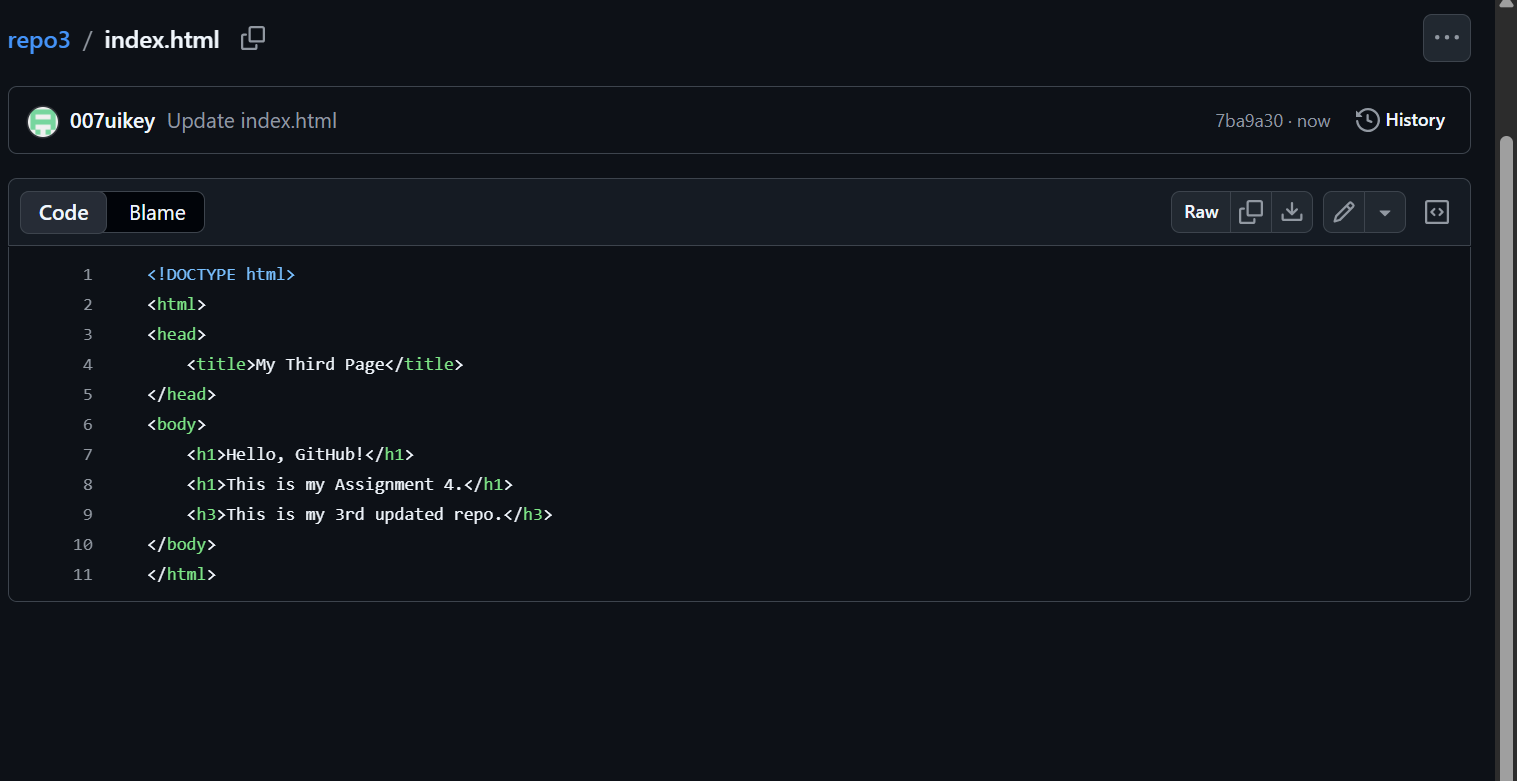 repo3 / index.html
007uikey Update index.html 7ba9a30 · now History
Code Blame Raw
1 <!DOCTYPE html>
2 <html>
3 <head>
4     <title>My Third Page</title>
5 </head>
6 <body>
7     <h1>Hello, GitHub!</h1>
8     <h1>This is my Assignment 4.</h1>
9     <h3>This is my 3rd updated repo.</h3>
10 </body>
11 </html>